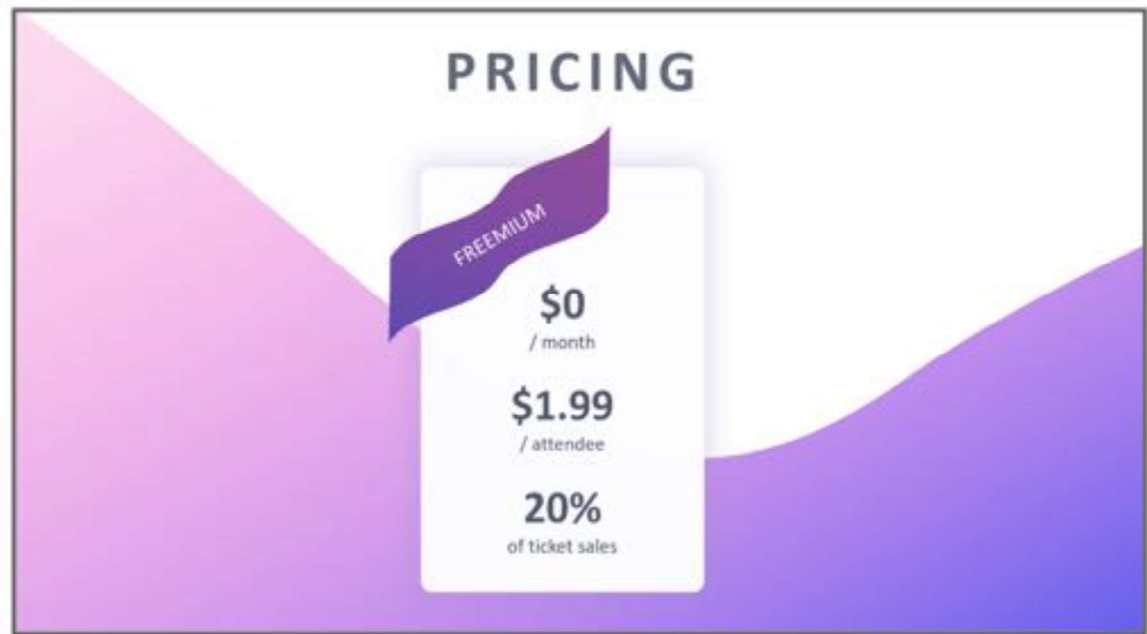 PRICING
FREEMIUM
$0
/ month
$1.99
/ attendee
20%
of ticket sales